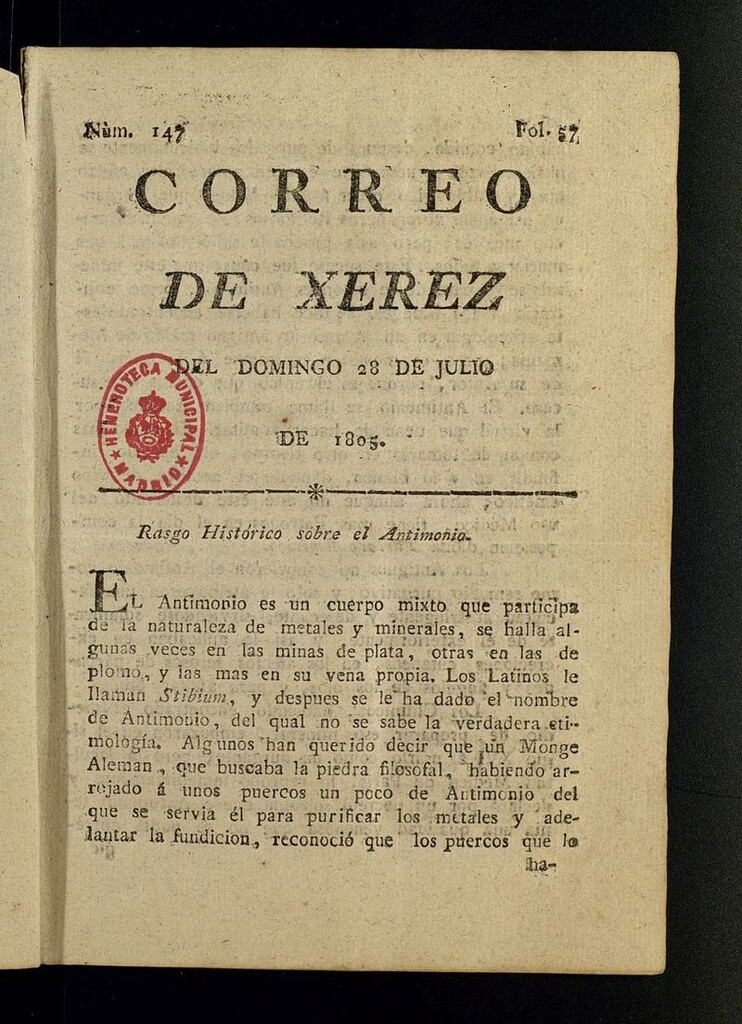 Núm. 147
Fol. 57
CORREO
DE XEREZ
DEL DOMINGO 28 DE JULIO
DE 1805.
HEMEROTECA MUNICIPAL
MADRID
Rasgo Histórico sobre el Antimonio.
EL Antimonio es un cuerpo mixto que participa
de la naturaleza de metales y minerales, se halla al-
gunas veces en las minas de plata, otras en las de
plomo, y las mas en su vena propia. Los Latinos le
llaman Stibium, y despues se le ha dado el nombre
de Antimonio, del qual no se sabe la verdadera eti-
mología. Algunos han querido decir que un Monge
Aleman, que buscaba la piedra filosofal, habiendo ar-
rojado á unos puercos un poco de Antimonio del
que se servia él para purificar los metales y ade-
lantar la fundicion, reconoció que los puercos que lo
ha-